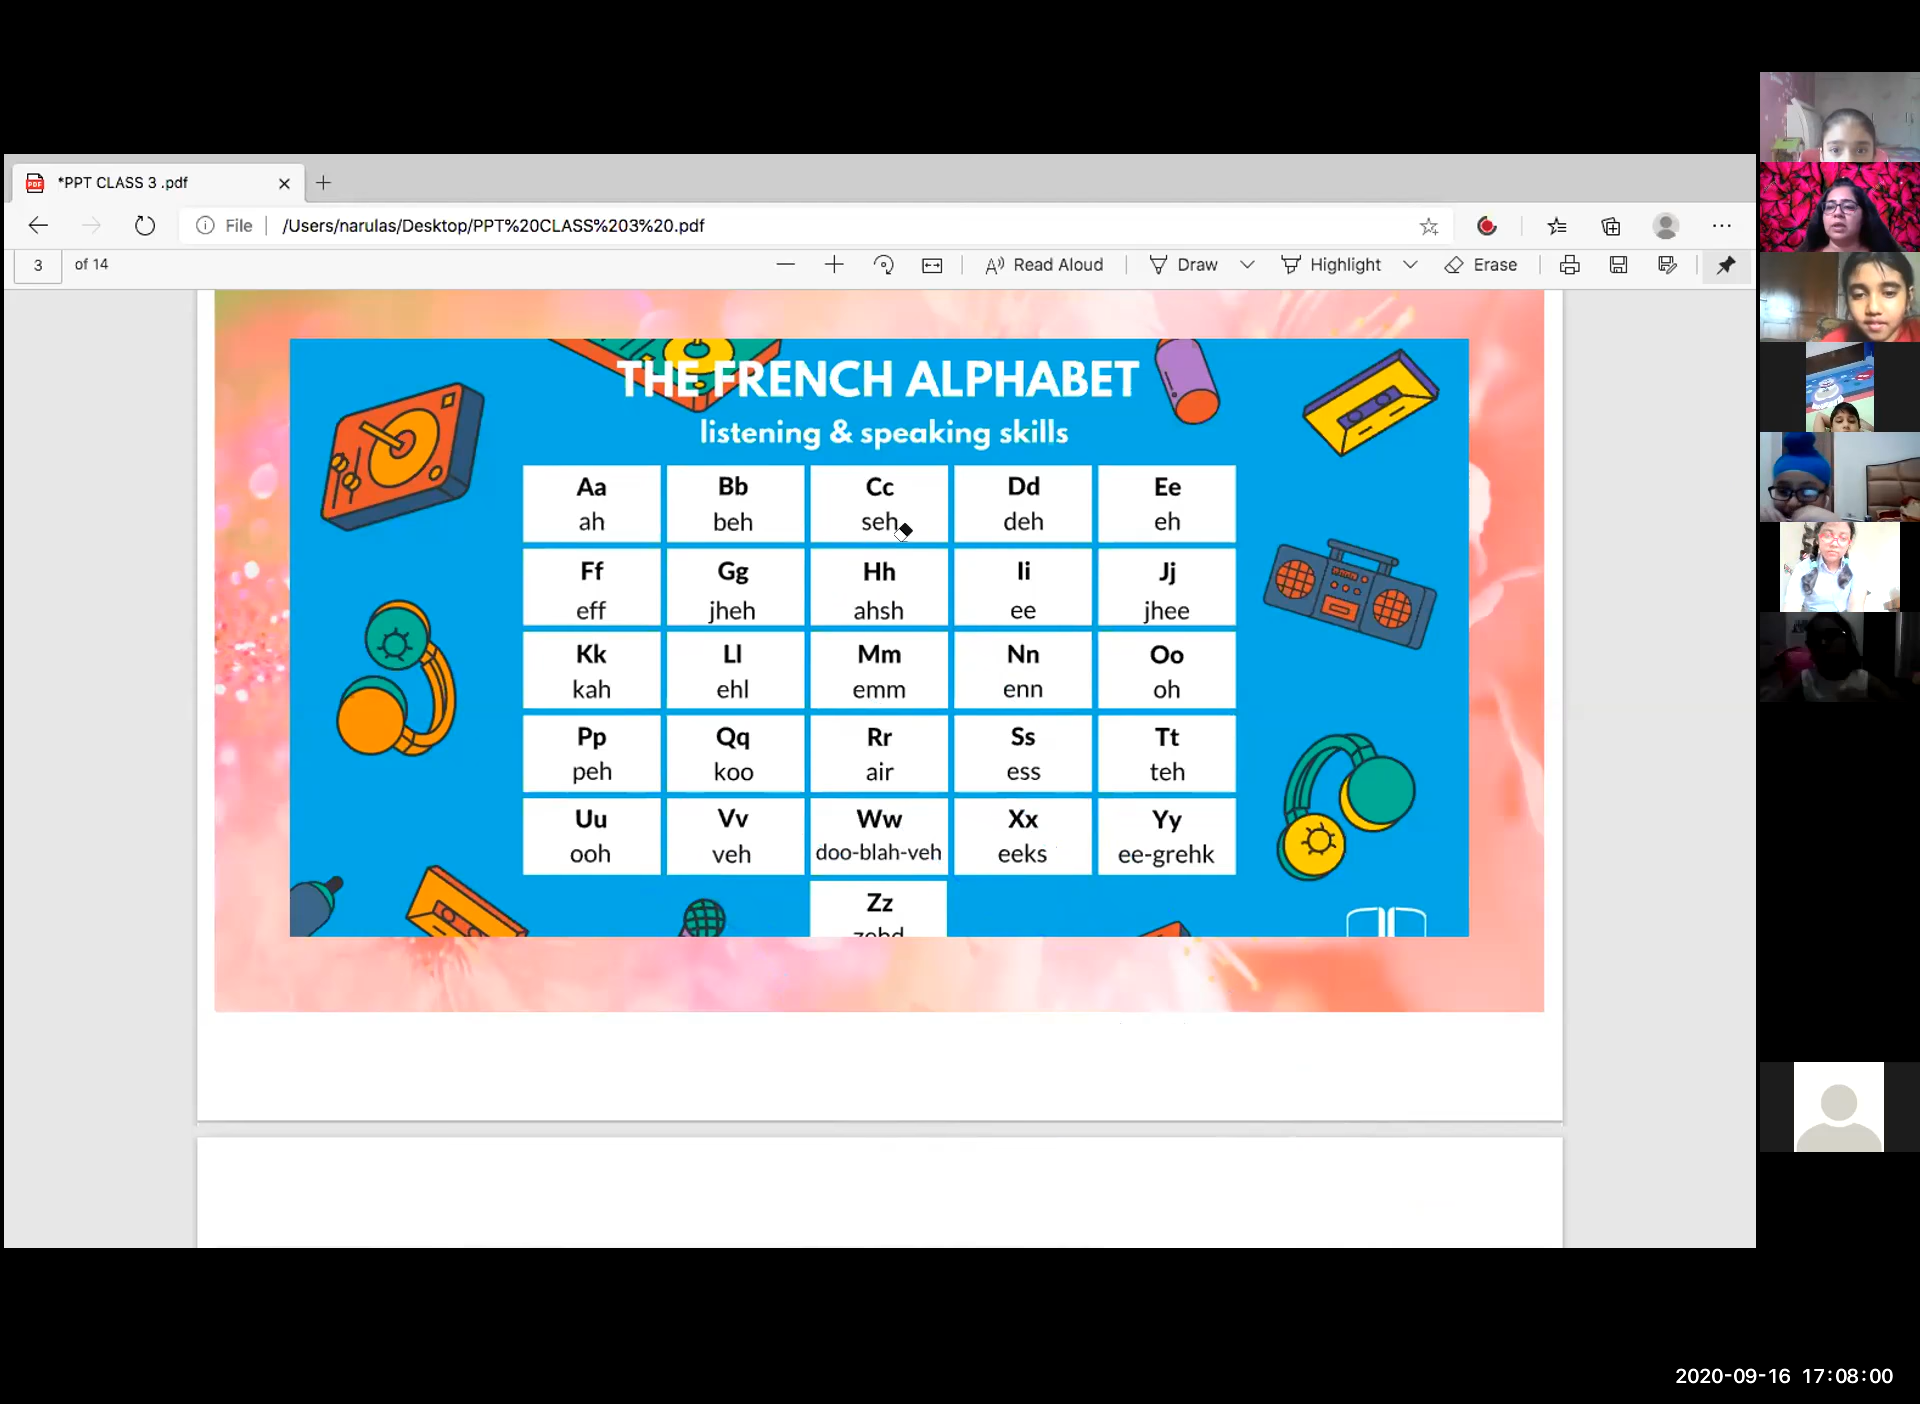 *PPT CLASS 3 .pdf
File /Users/narulas/Desktop/PPT%20CLASS%203%20.pdf
3 of 14 Read Aloud Draw Highlight Erase
THE FRENCH ALPHABET
listening & speaking skills
Aa Bb Cc Dd Ee
ah beh seh deh eh
Ff Gg Hh Ii Jj
eff jheh ahsh ee jhee
Kk Ll Mm Nn Oo
kah ehl emm enn oh
Pp Qq Rr Ss Tt
peh koo air ess teh
Uu Vv Ww Xx Yy
ooh veh doo-blah-veh eeks ee-grehk
Zz
2020-09-16 17:08:00